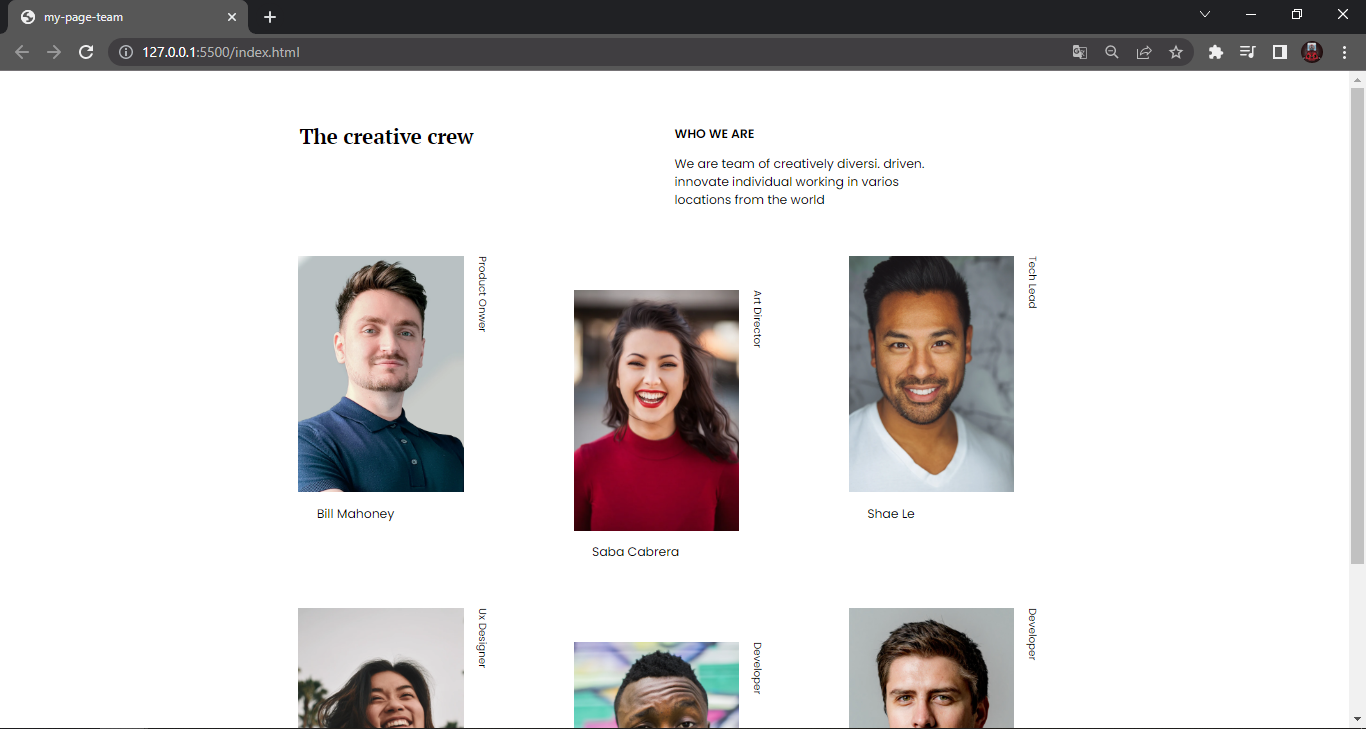 my-page-team
127.0.0.1:5500/index.html
The creative crew
WHO WE ARE
We are team of creatively diversi. driven.
innovate individual working in varios
locations from the world
Product Onwer
Art Director
Tech Lead
Bill Mahoney
Saba Cabrera
Shae Le
Ux Designer
Developer
Developer